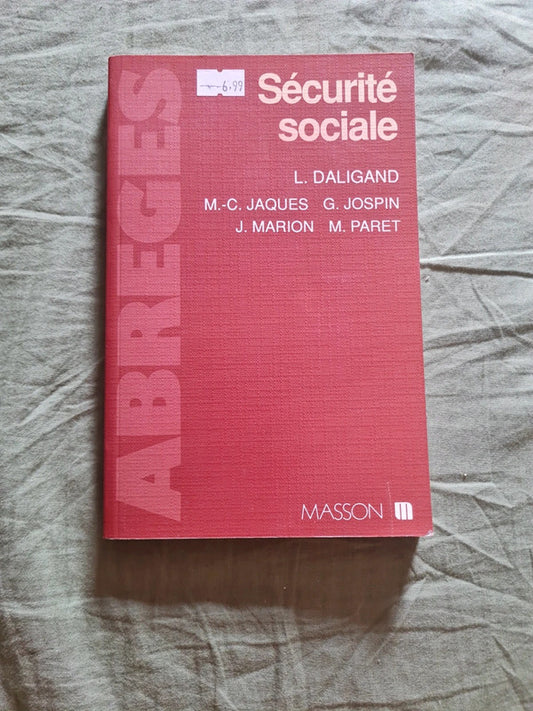 ABREGES
6,99
Sécurité
sociale
L. DALIGAND
M.-C. JAQUES G. JOSPIN
J. MARION M. PARET
MASSON m